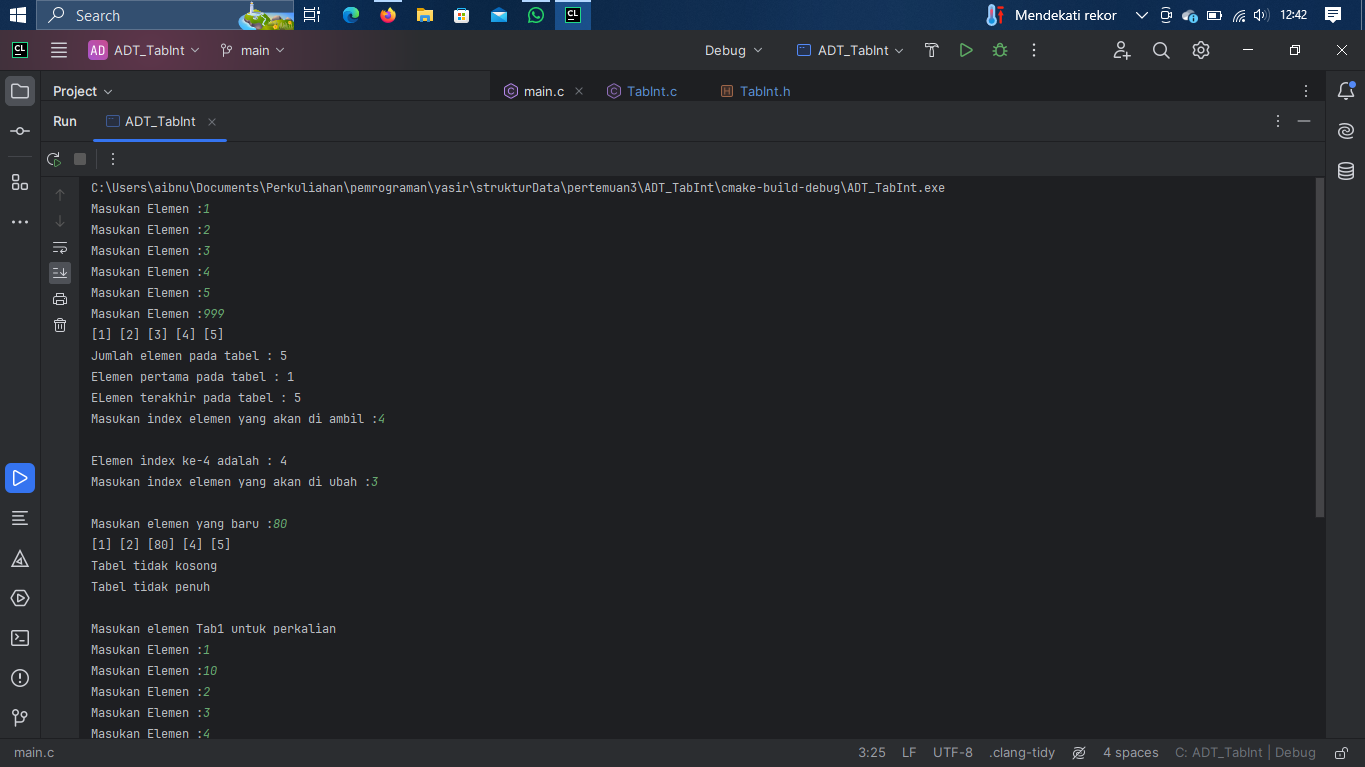 Search
Mendekati rekor
12:42
CL
AD ADT_TabInt
main
Debug
ADT_TabInt
Project
main.c
TabInt.c
TabInt.h
Run
ADT_TabInt
C:\Users\aibnu\Documents\Perkuliahan\pemrograman\yasir\strukturData\pertemuan3\ADT_TabInt\cmake-build-debug\ADT_TabInt.exe
Masukan Elemen :1
Masukan Elemen :2
Masukan Elemen :3
Masukan Elemen :4
Masukan Elemen :5
Masukan Elemen :999
[1] [2] [3] [4] [5]
Jumlah elemen pada tabel : 5
Elemen pertama pada tabel : 1
ELemen terakhir pada tabel : 5
Masukan index elemen yang akan di ambil :4
Elemen index ke-4 adalah : 4
Masukan index elemen yang akan di ubah :3
Masukan elemen yang baru :80
[1] [2] [80] [4] [5]
Tabel tidak kosong
Tabel tidak penuh
Masukan elemen Tab1 untuk perkalian
Masukan Elemen :1
Masukan Elemen :10
Masukan Elemen :2
Masukan Elemen :3
Masukan Elemen :4
main.c
3:25
LF
UTF-8
.clang-tidy
4 spaces
C: ADT_TabInt | Debug